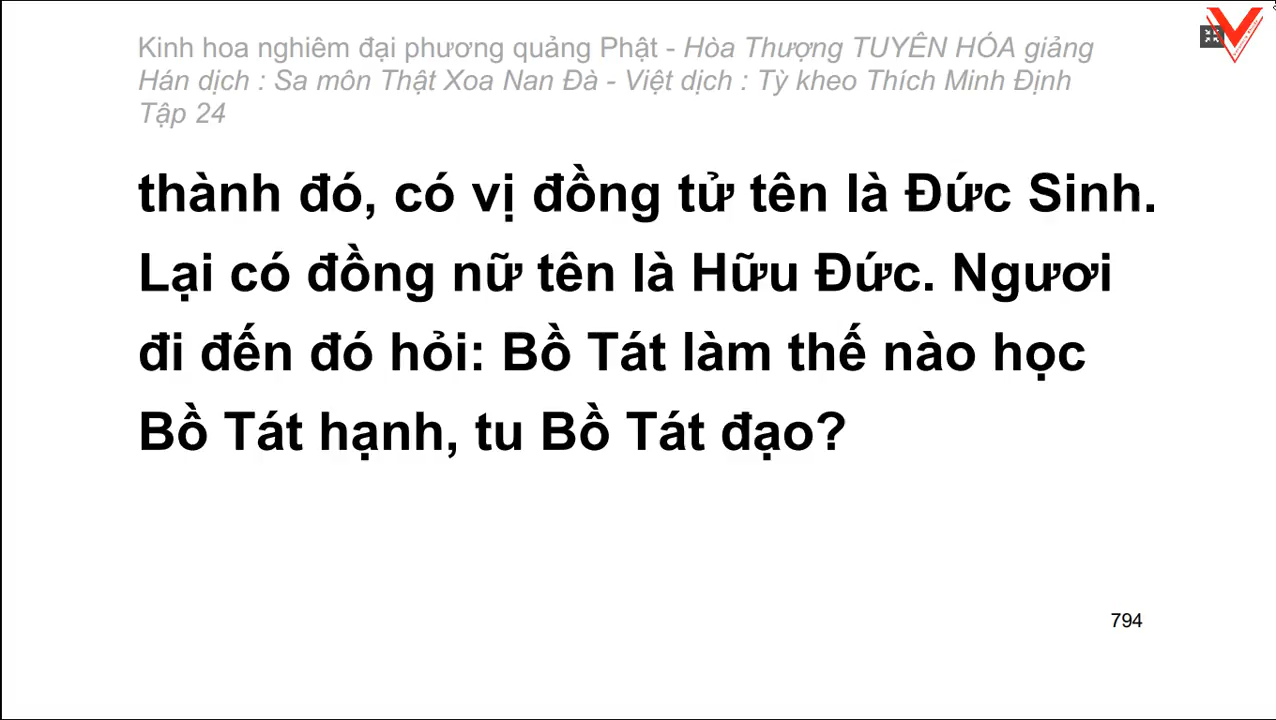 Kinh hoa nghiêm đại phương quảng Phật - Hòa Thượng TUYÊN HÓA giảng
Hán dịch : Sa môn Thật Xoa Nan Đà - Việt dịch : Tỳ kheo Thích Minh Định
Tập 24
thành đó, có vị đồng tử tên là Đức Sinh.
Lại có đồng nữ tên là Hữu Đức. Ngươi
đi đến đó hỏi: Bồ Tát làm thế nào học
Bồ Tát hạnh, tu Bồ Tát đạo?
794